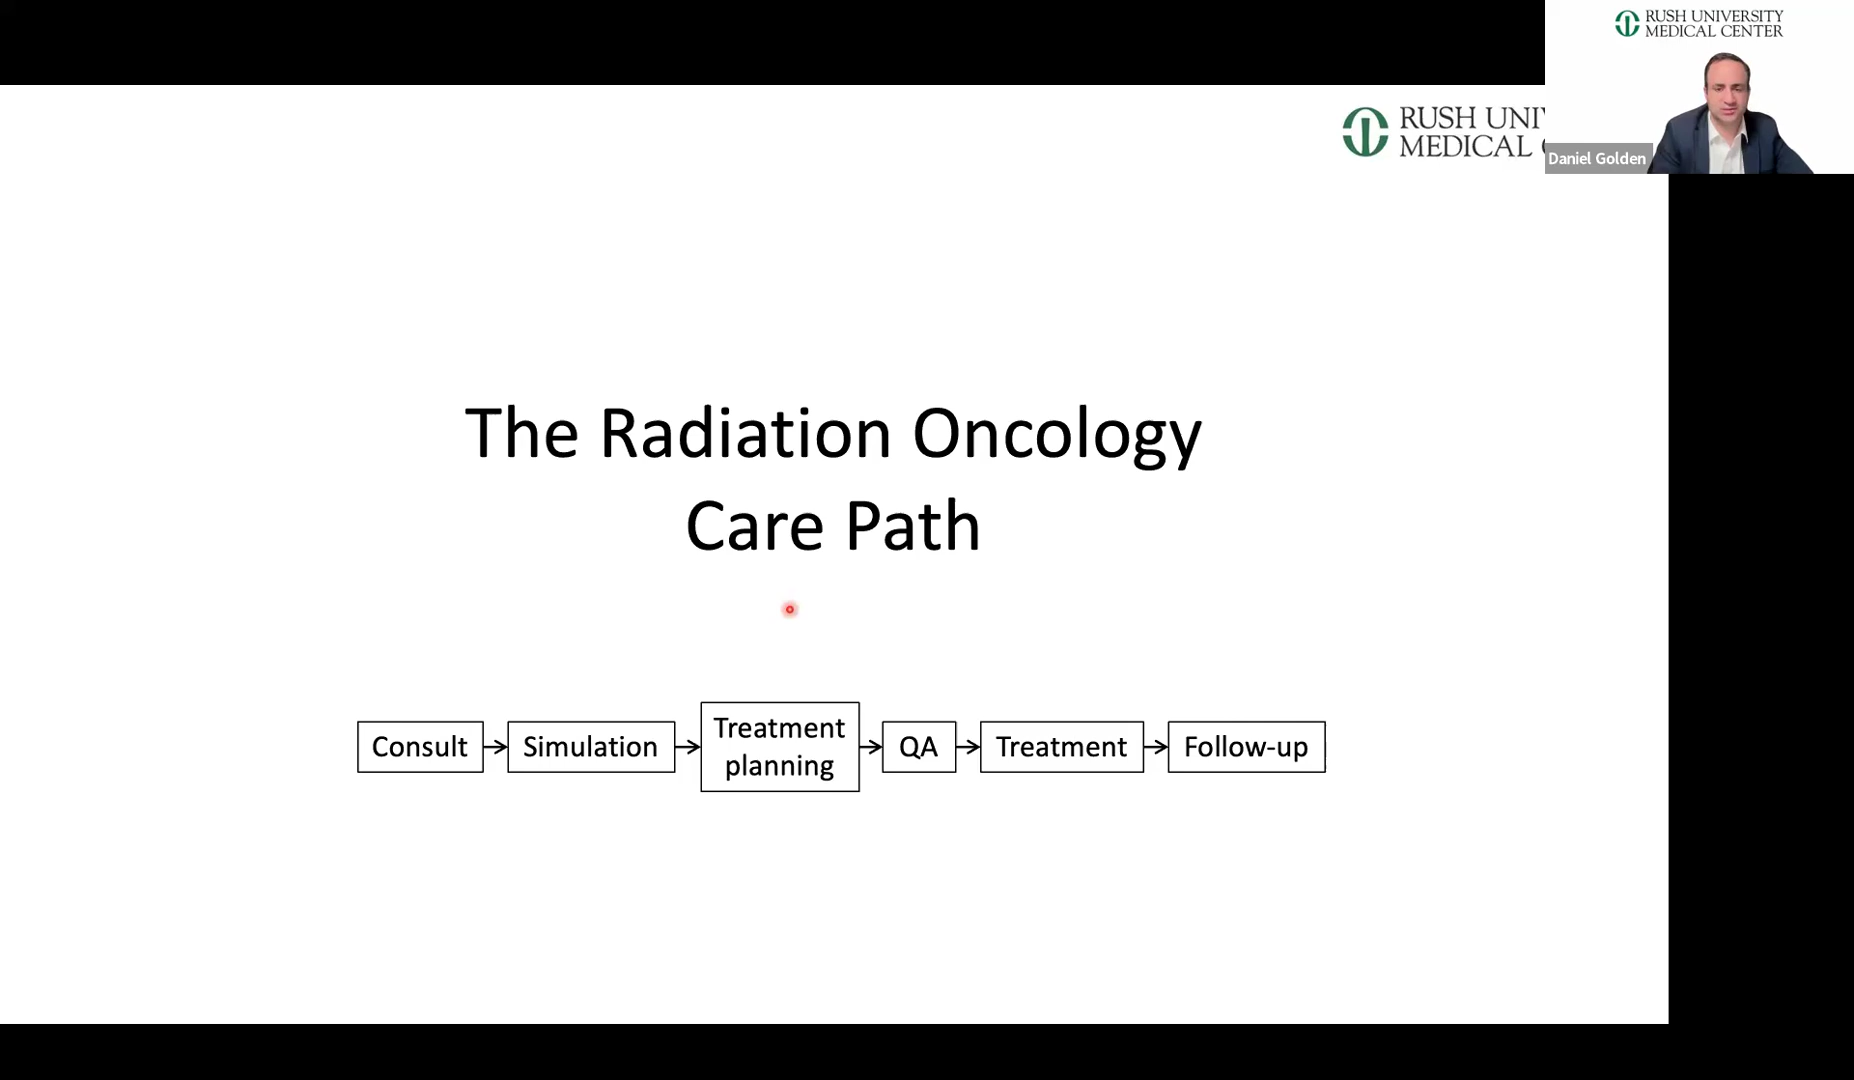 RUSH UNIVERSITY
MEDICAL CENTER
RUSH UNI
MEDICAL
Daniel Golden
The Radiation Oncology
Care Path
Consult
Simulation
Treatment
planning
QA
Treatment
Follow-up